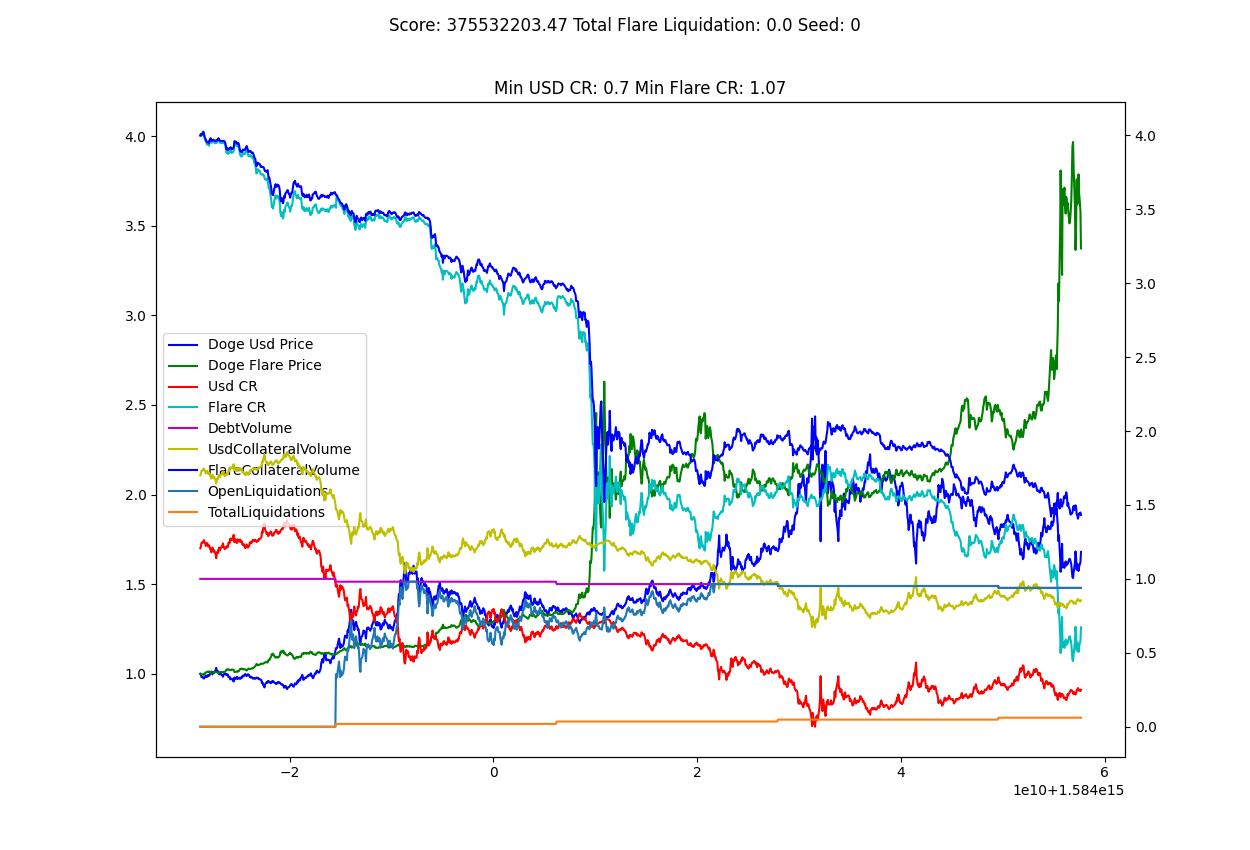 Score: 375532203.47 Total Flare Liquidation: 0.0 Seed: 0
Min USD CR: 0.7 Min Flare CR: 1.07
4.0
3.5
3.0
2.5
2.0
1.5
1.0
4.0
3.5
3.0
2.5
2.0
1.5
1.0
0.5
0.0
Doge Usd Price
Doge Flare Price
Usd CR
Flare CR
DebtVolume
UsdCollateralVolume
FlareCollateralVolume
OpenLiquidations
TotalLiquidations
−2 0 2 4 6
1e10+1.584e15